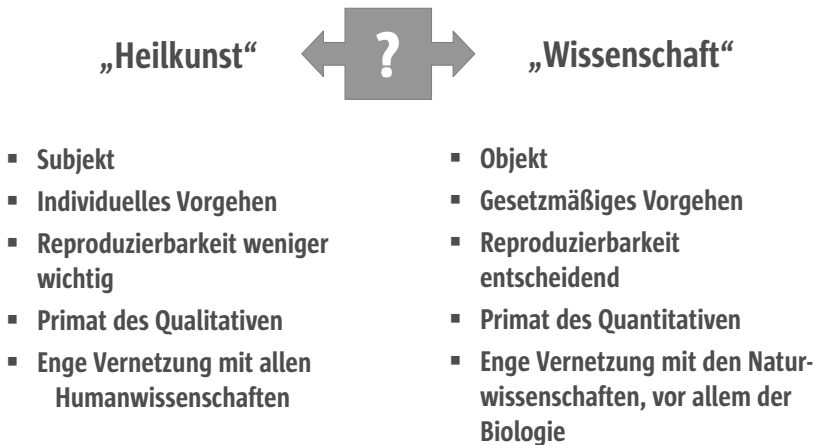 „Heilkunst“ ? „Wissenschaft“
▪ Subjekt
▪ Individuelles Vorgehen
▪ Reproduzierbarkeit weniger
wichtig
▪ Primat des Qualitativen
▪ Enge Vernetzung mit allen
Humanwissenschaften
▪ Objekt
▪ Gesetzmäßiges Vorgehen
▪ Reproduzierbarkeit
entscheidend
▪ Primat des Quantitativen
▪ Enge Vernetzung mit den Natur-
wissenschaften, vor allem der
Biologie